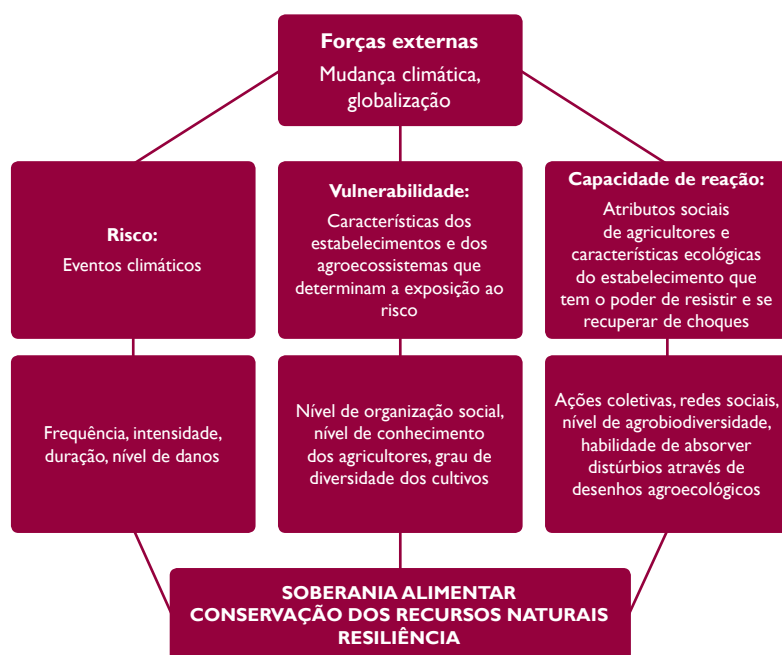 Forças externas
Mudança climática,
globalização
Risco:
Eventos climáticos
Vulnerabilidade:
Características dos
estabelecimentos e dos
agroecossistemas que
determinam a exposição ao
risco
Capacidade de reação:
Atributos sociais
de agricultores e
características ecológicas
do estabelecimento que
tem o poder de resistir e se
recuperar de choques
Frequência, intensidade,
duração, nível de danos
Nível de organização social,
nível de conhecimento
dos agricultores, grau de
diversidade dos cultivos
Ações coletivas, redes sociais,
nível de agrobiodiversidade,
habilidade de absorver
distúrbios através de
desenhos agroecológicos
SOBERANIA ALIMENTAR
CONSERVAÇÃO DOS RECURSOS NATURAIS
RESILIÊNCIA